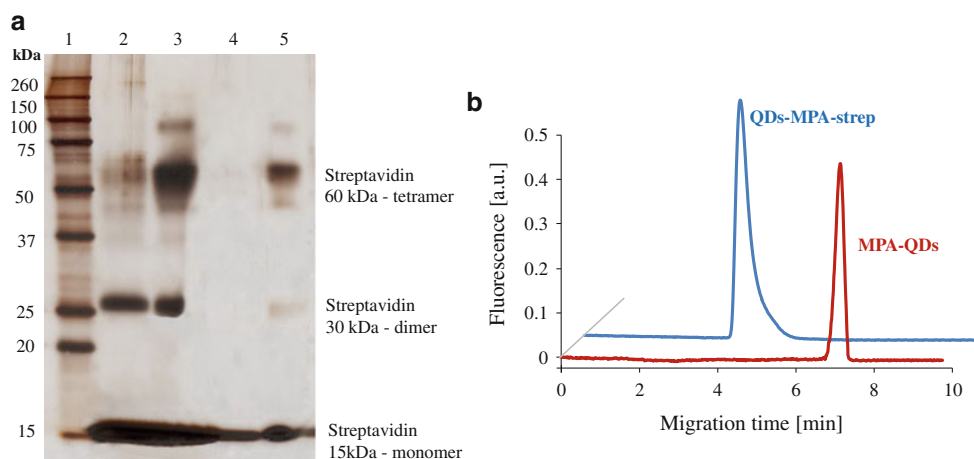 a
1 2 3 4 5
kDa
260
150
100
75
50
37
25
20
15
Streptavidin
60 kDa - tetramer
Streptavidin
30 kDa - dimer
Streptavidin
15kDa - monomer
b
QDs-MPA-strep
MPA-QDs
Fluorescence [a.u.]
0.5
0.4
0.3
0.2
0.1
0
0 2 4 6 8 10
Migration time [min]